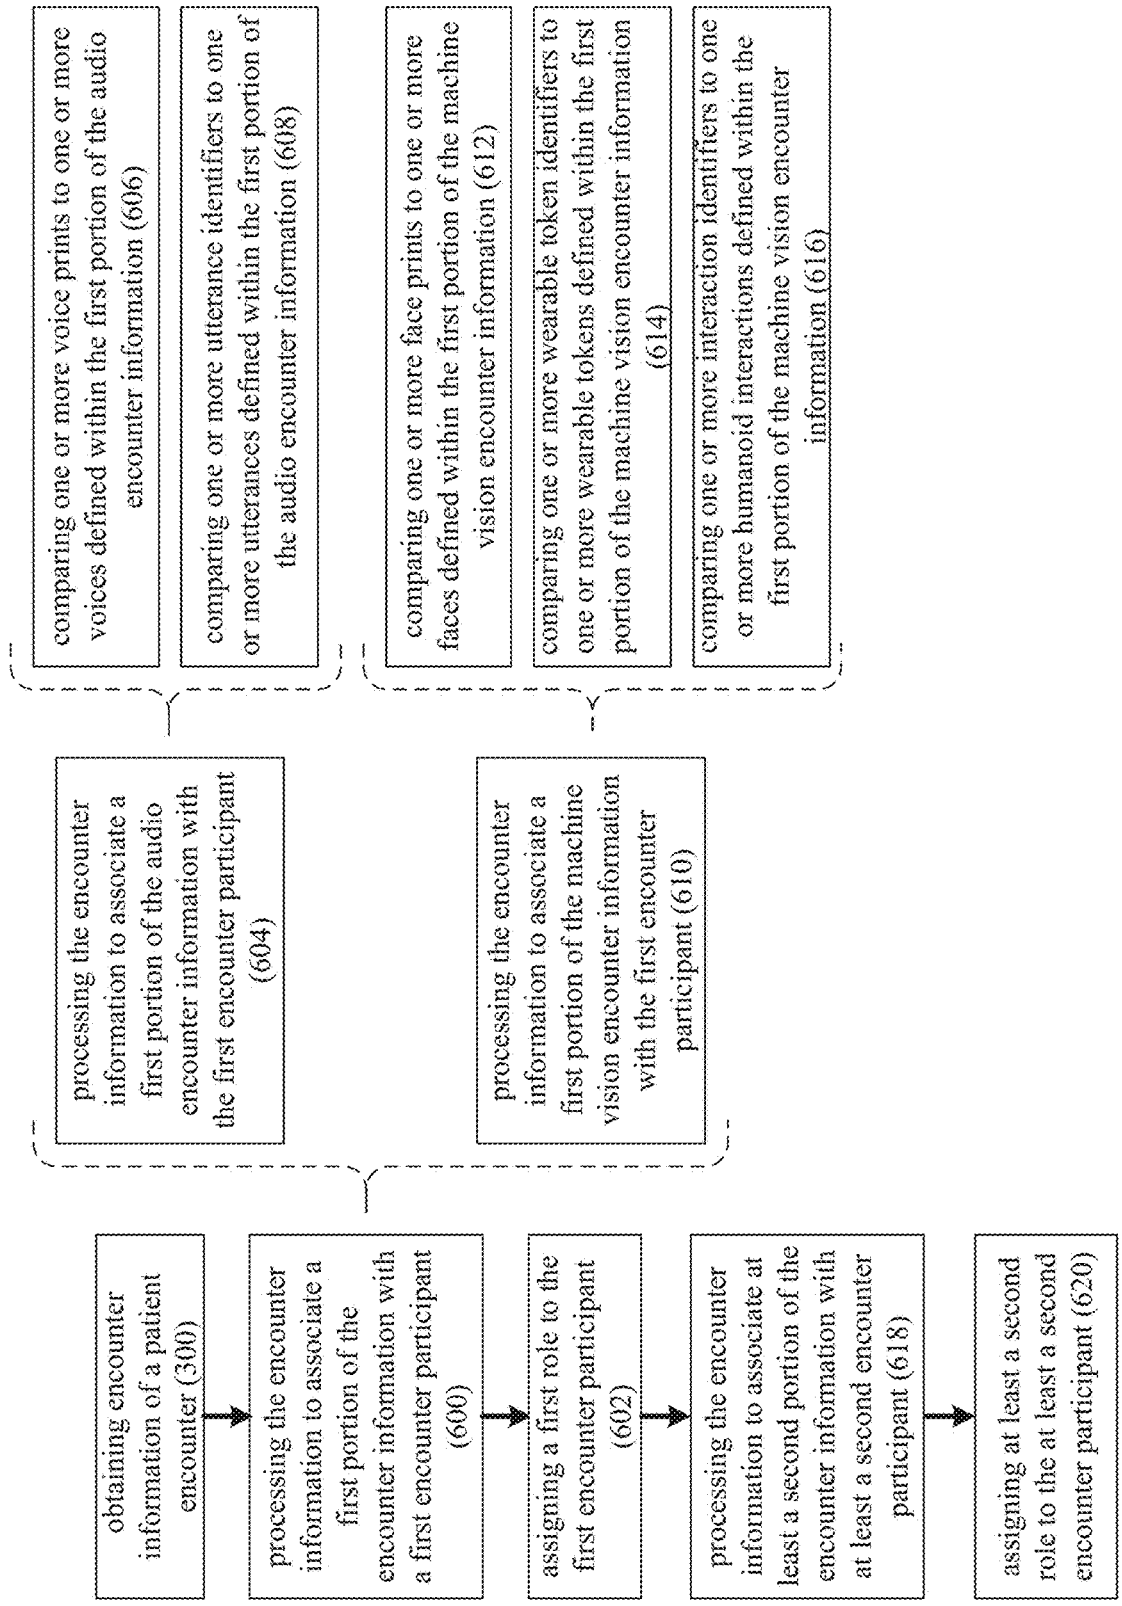 obtaining encounter
information of a patient
encounter (300)
processing the encounter
information to associate a
first portion of the
encounter information with
a first encounter participant
(600)
assigning a first role to the
first encounter participant
(602)
processing the encounter
information to associate at
least a second portion of the
encounter information with
at least a second encounter
participant (618)
assigning at least a second
role to the at least a second
encounter participant (620)
processing the encounter
information to associate a
first portion of the audio
encounter information with
the first encounter participant
(604)
processing the encounter
information to associate a
first portion of the machine
vision encounter information
with the first encounter
participant (610)
comparing one or more voice prints to one or more
voices defined within the first portion of the audio
encounter information (606)
comparing one or more utterance identifiers to one
or more utterances defined within the first portion of
the audio encounter information (608)
comparing one or more face prints to one or more
faces defined within the first portion of the machine
vision encounter information (612)
comparing one or more wearable token identifiers to
one or more wearable tokens defined within the first
portion of the machine vision encounter information
(614)
comparing one or more interaction identifiers to one
or more humanoid interactions defined within the
first portion of the machine vision encounter
information (616)